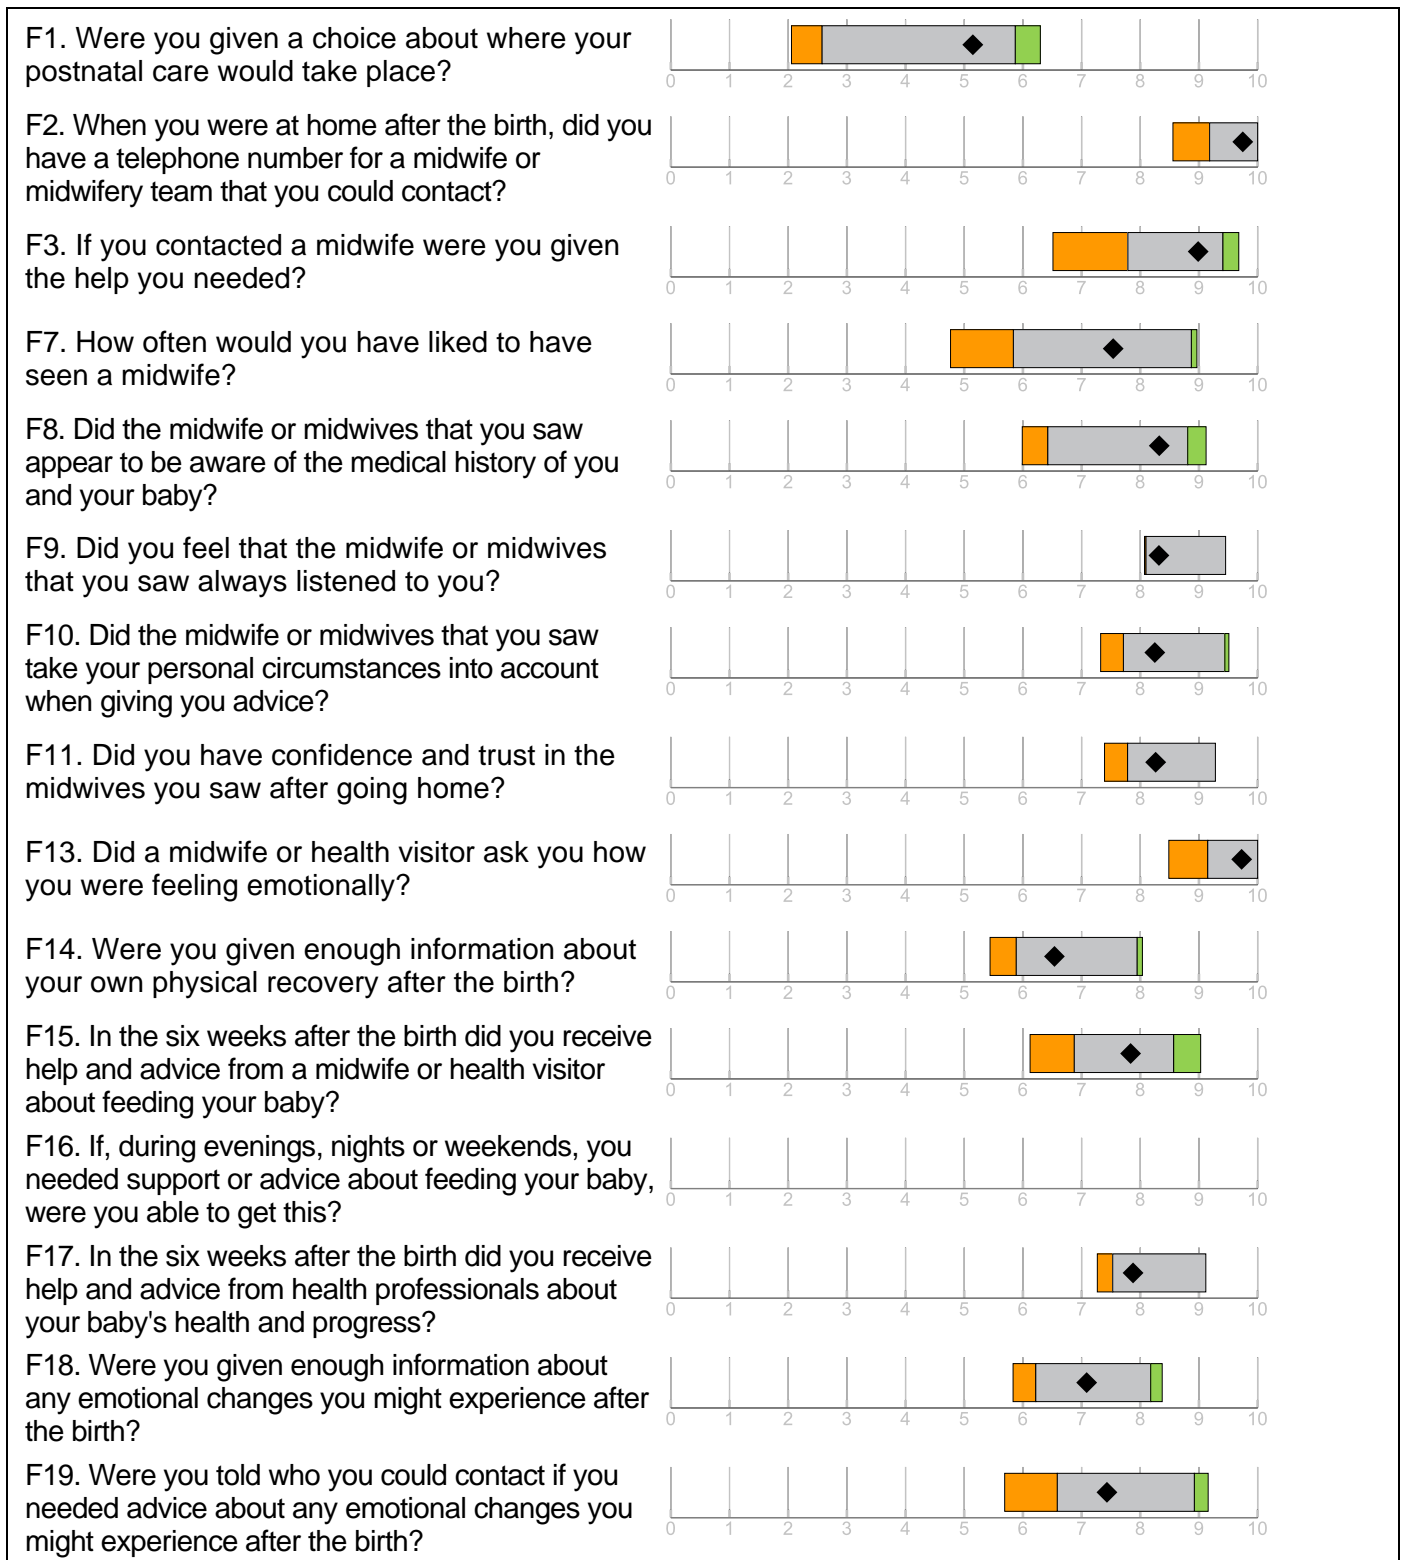 F1. Were you given a choice about where your
postnatal care would take place?
0 1 2 3 4 5 6 7 8 9 10
F2. When you were at home after the birth, did you
have a telephone number for a midwife or
midwifery team that you could contact?
0 1 2 3 4 5 6 7 8 9 10
F3. If you contacted a midwife were you given
the help you needed?
0 1 2 3 4 5 6 7 8 9 10
F7. How often would you have liked to have
seen a midwife?
0 1 2 3 4 5 6 7 8 9 10
F8. Did the midwife or midwives that you saw
appear to be aware of the medical history of you
and your baby?
0 1 2 3 4 5 6 7 8 9 10
F9. Did you feel that the midwife or midwives
that you saw always listened to you?
0 1 2 3 4 5 6 7 8 9 10
F10. Did the midwife or midwives that you saw
take your personal circumstances into account
when giving you advice?
0 1 2 3 4 5 6 7 8 9 10
F11. Did you have confidence and trust in the
midwives you saw after going home?
0 1 2 3 4 5 6 7 8 9 10
F13. Did a midwife or health visitor ask you how
you were feeling emotionally?
0 1 2 3 4 5 6 7 8 9 10
F14. Were you given enough information about
your own physical recovery after the birth?
0 1 2 3 4 5 6 7 8 9 10
F15. In the six weeks after the birth did you receive
help and advice from a midwife or health visitor
about feeding your baby?
0 1 2 3 4 5 6 7 8 9 10
F16. If, during evenings, nights or weekends, you
needed support or advice about feeding your baby,
were you able to get this?
0 1 2 3 4 5 6 7 8 9 10
F17. In the six weeks after the birth did you receive
help and advice from health professionals about
your baby's health and progress?
0 1 2 3 4 5 6 7 8 9 10
F18. Were you given enough information about
any emotional changes you might experience after
the birth?
0 1 2 3 4 5 6 7 8 9 10
F19. Were you told who you could contact if you
needed advice about any emotional changes you
might experience after the birth?
0 1 2 3 4 5 6 7 8 9 10